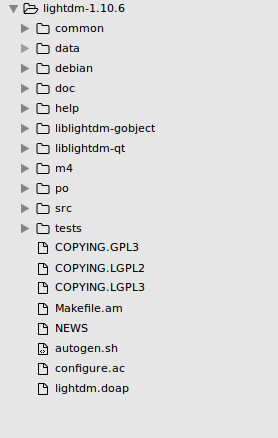 lightdm-1.10.6
common
data
debian
doc
help
liblightdm-gobject
liblightdm-qt
m4
po
src
tests
COPYING.GPL3
COPYING.LGPL2
COPYING.LGPL3
Makefile.am
NEWS
autogen.sh
configure.ac
lightdm.doap